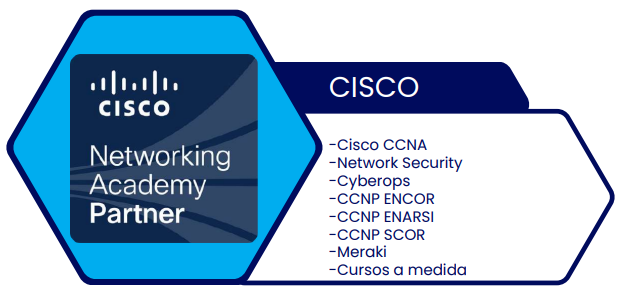 CISCO
Networking
Academy
Partner
CISCO
-Cisco CCNA
-Network Security
-Cyberops
-CCNP ENCOR
-CCNP ENARSI
-CCNP SCOR
-Meraki
-Cursos a medida